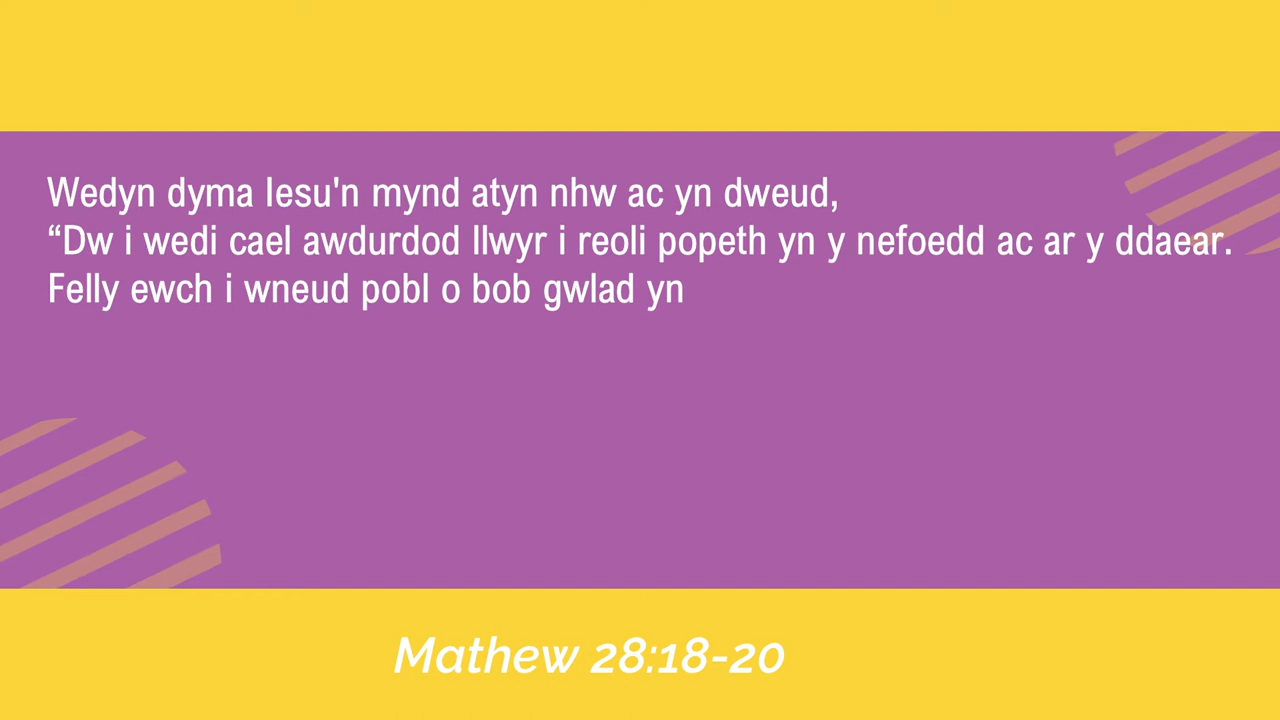 Wedyn dyma Iesu'n mynd atyn nhw ac yn dweud,
“Dw i wedi cael awdurdod llwyr i reoli popeth yn y nefoedd ac ar y ddaear.
Felly ewch i wneud pobl o bob gwlad yn
Mathew 28:18-20